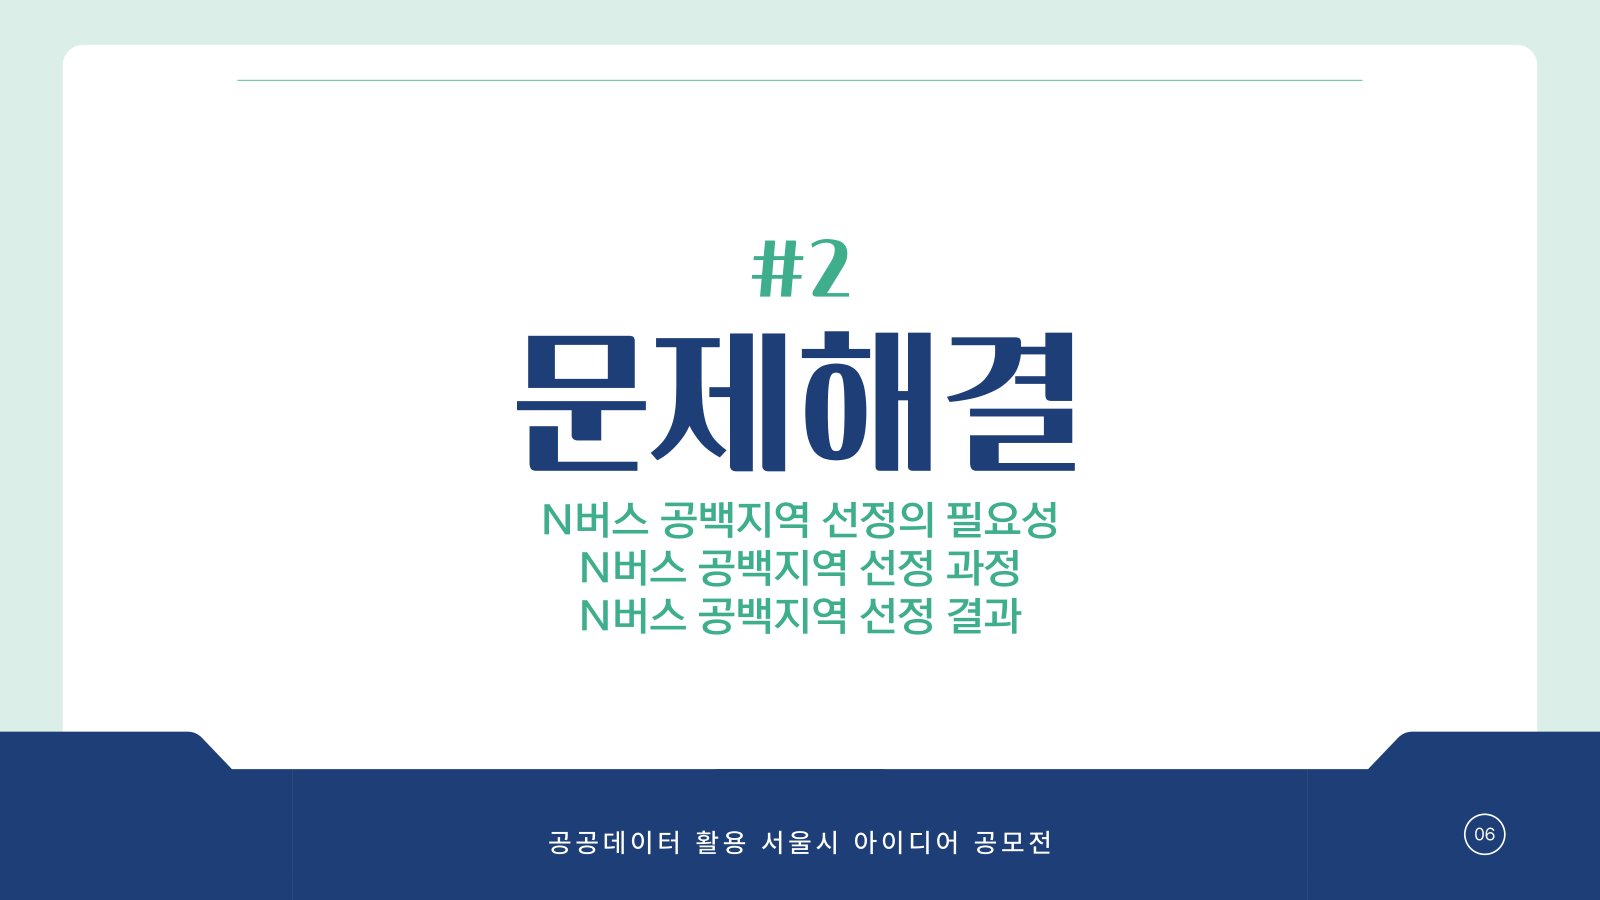 #2
문제해결
N버스 공백지역 선정의 필요성
N버스 공백지역 선정 과정
N버스 공백지역 선정 결과
공공데이터 활용 서울시 아이디어 공모전
06